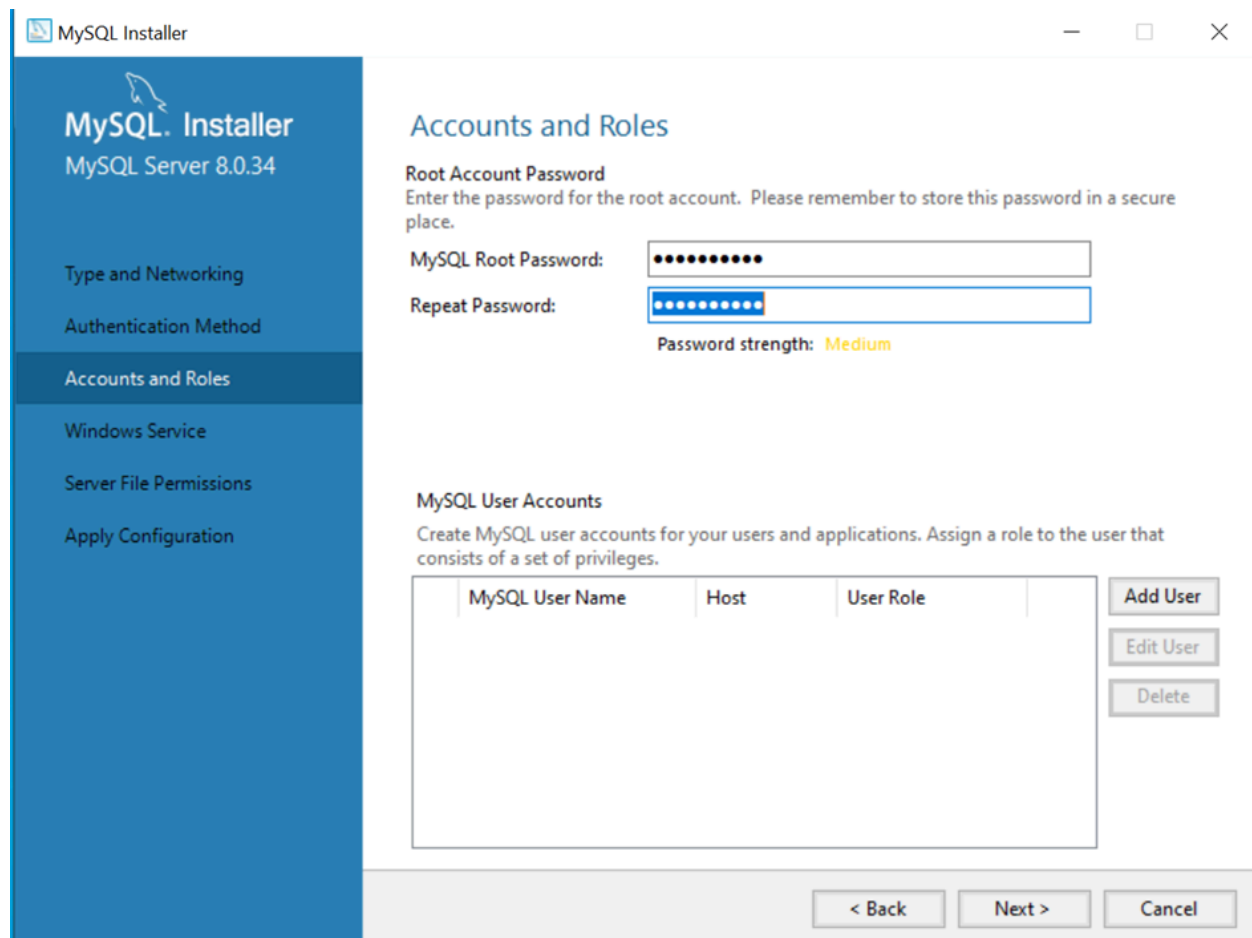 MySQL Installer
MySQL. Installer
MySQL Server 8.0.34
Type and Networking
Authentication Method
Accounts and Roles
Windows Service
Server File Permissions
Apply Configuration
Accounts and Roles
Root Account Password
Enter the password for the root account. Please remember to store this password in a secure
place.
MySQL Root Password: ●●●●●●●●●●
Repeat Password: ●●●●●●●●●●
Password strength: Medium
MySQL User Accounts
Create MySQL user accounts for your users and applications. Assign a role to the user that
consists of a set of privileges.
MySQL User Name Host User Role
Add User
Edit User
Delete
< Back Next > Cancel